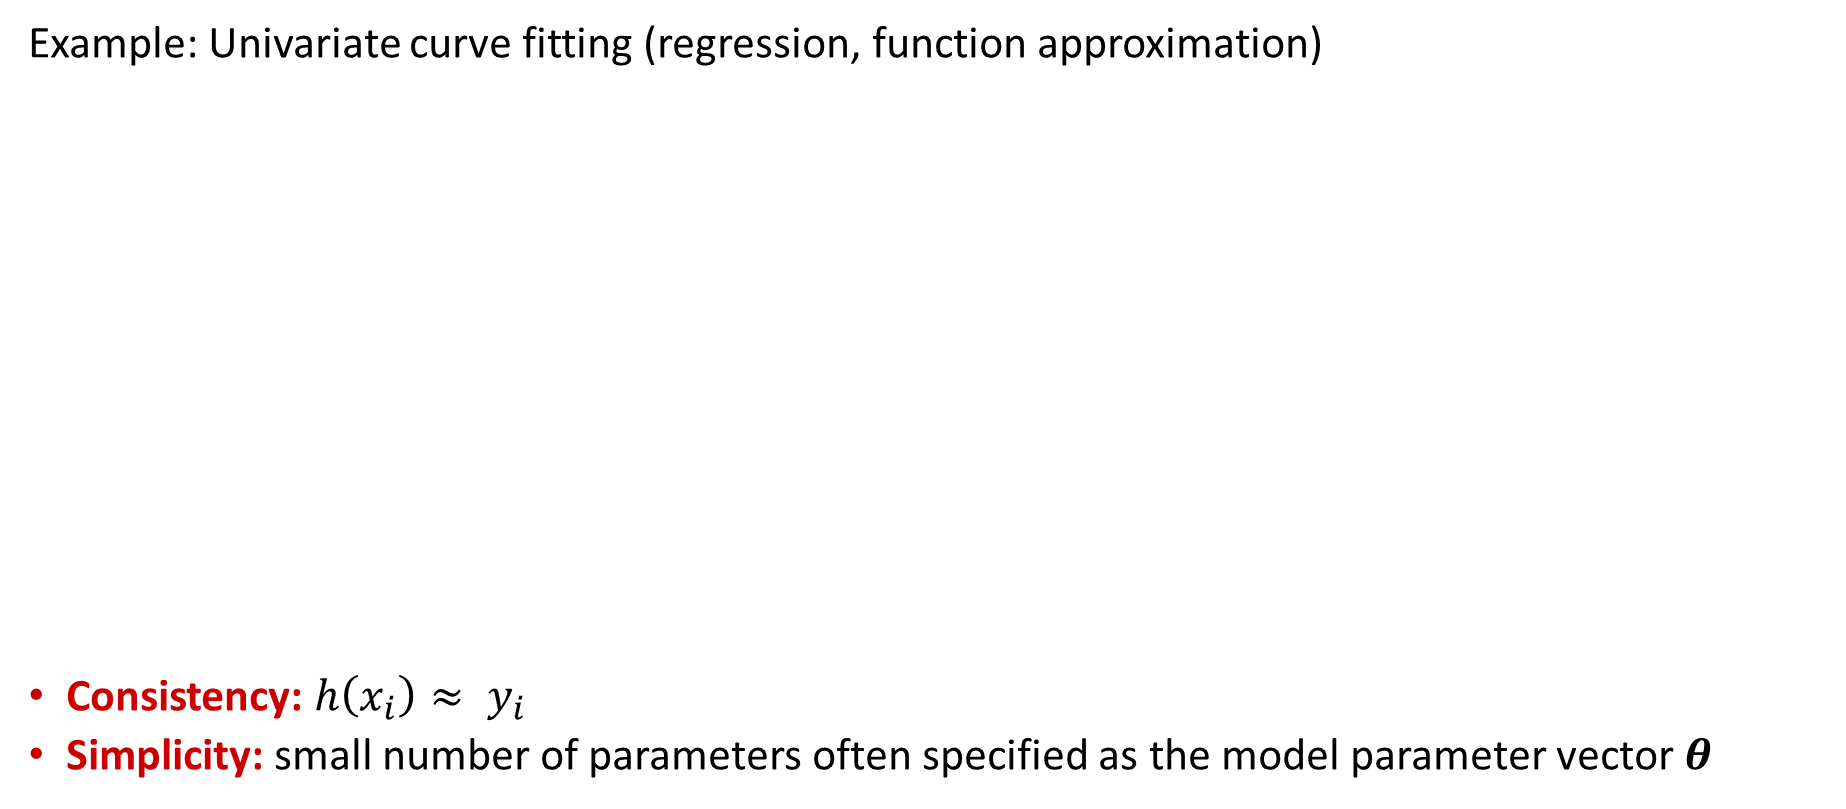 Example: Univariate curve fitting (regression, function approximation)
• Consistency: h(xᵢ) ≈ yᵢ
• Simplicity: small number of parameters often specified as the model parameter vector θ